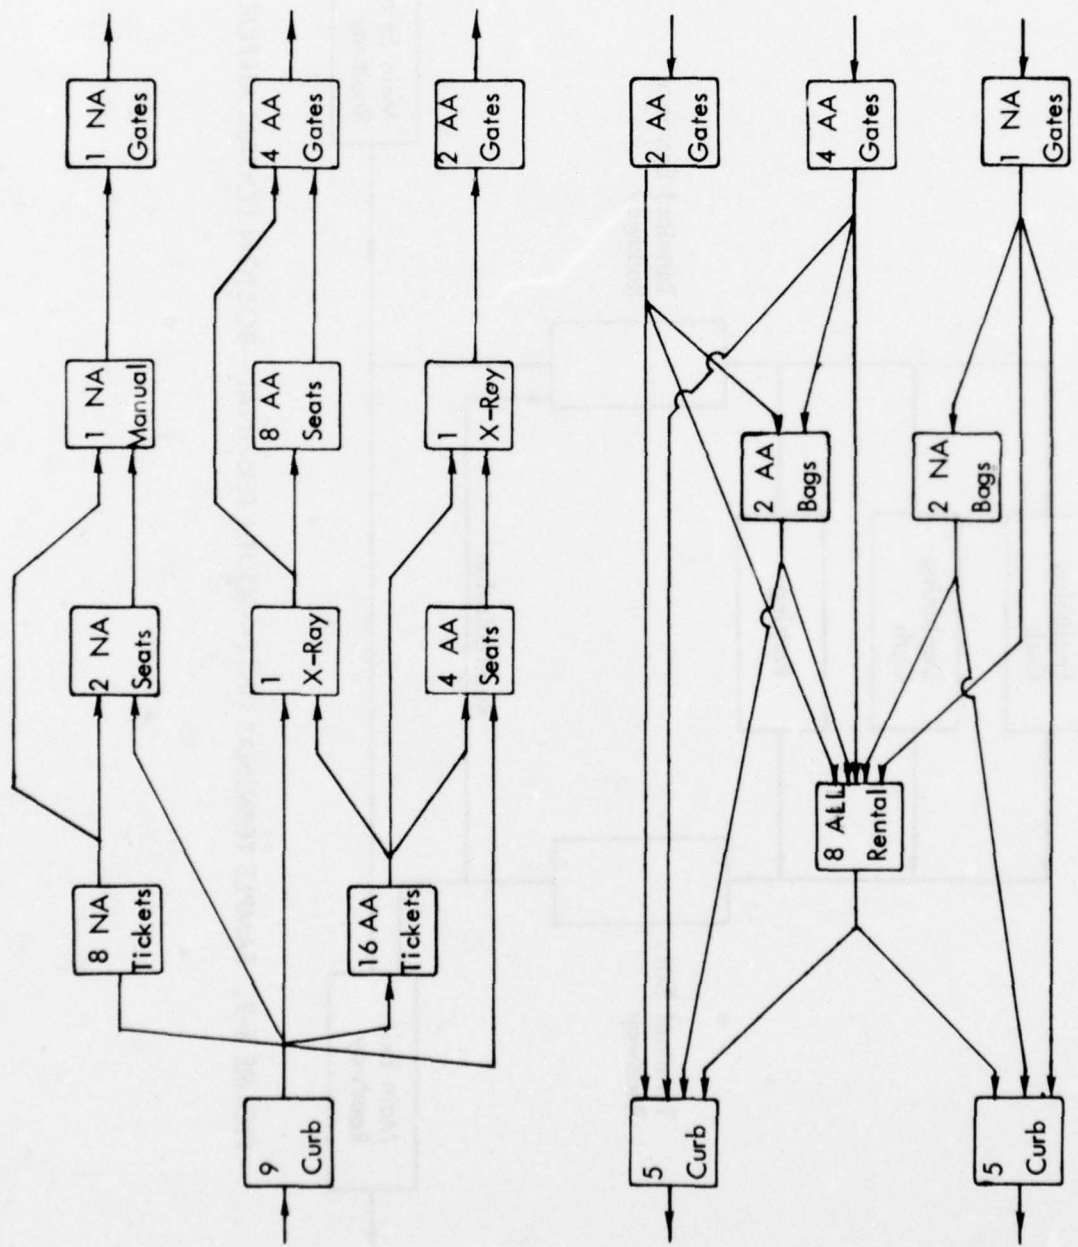 1 NA
Gates
4 AA
Gates
2 AA
Gates
2 AA
Gates
4 AA
Gates
1 NA
Gates
1 NA
Manual
8 AA
Seats
1
X-Ray
2 AA
Bags
2 NA
Bags
2 NA
Seats
1
X-Ray
4 AA
Seats
8 ALL
Rental
8 NA
Tickets
16 AA
Tickets
9
Curb
5
Curb
5
Curb